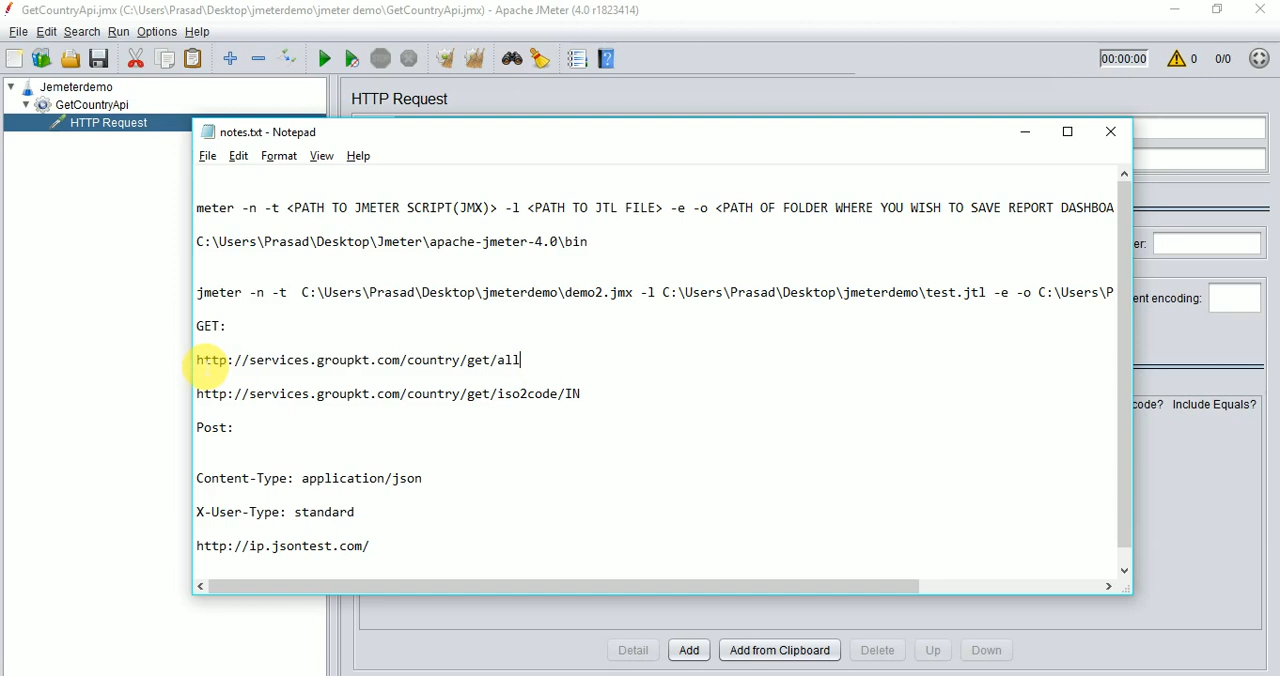 GetCountryApi.jmx (C:\Users\Prasad\Desktop\jmeterdemo\jmeter demo\GetCountryApi.jmx) - Apache JMeter (4.0 r1823414)
File Edit Search Run Options Help
00:00:00 0 0/0
Jemeterdemo
GetCountryApi
HTTP Request
HTTP Request
notes.txt - Notepad
File Edit Format View Help
meter -n -t <PATH TO JMETER SCRIPT(JMX)> -l <PATH TO JTL FILE> -e -o <PATH OF FOLDER WHERE YOU WISH TO SAVE REPORT DASHBOA
C:\Users\Prasad\Desktop\Jmeter\apache-jmeter-4.0\bin
er:
jmeter -n -t  C:\Users\Prasad\Desktop\jmeterdemo\demo2.jmx -l C:\Users\Prasad\Desktop\jmeterdemo\test.jtl -e -o C:\Users\P
ent encoding:
GET:
http://services.groupkt.com/country/get/all
http://services.groupkt.com/country/get/iso2code/IN
code? Include Equals?
Post:
Content-Type: application/json
X-User-Type: standard
http://ip.jsontest.com/
Detail Add Add from Clipboard Delete Up Down